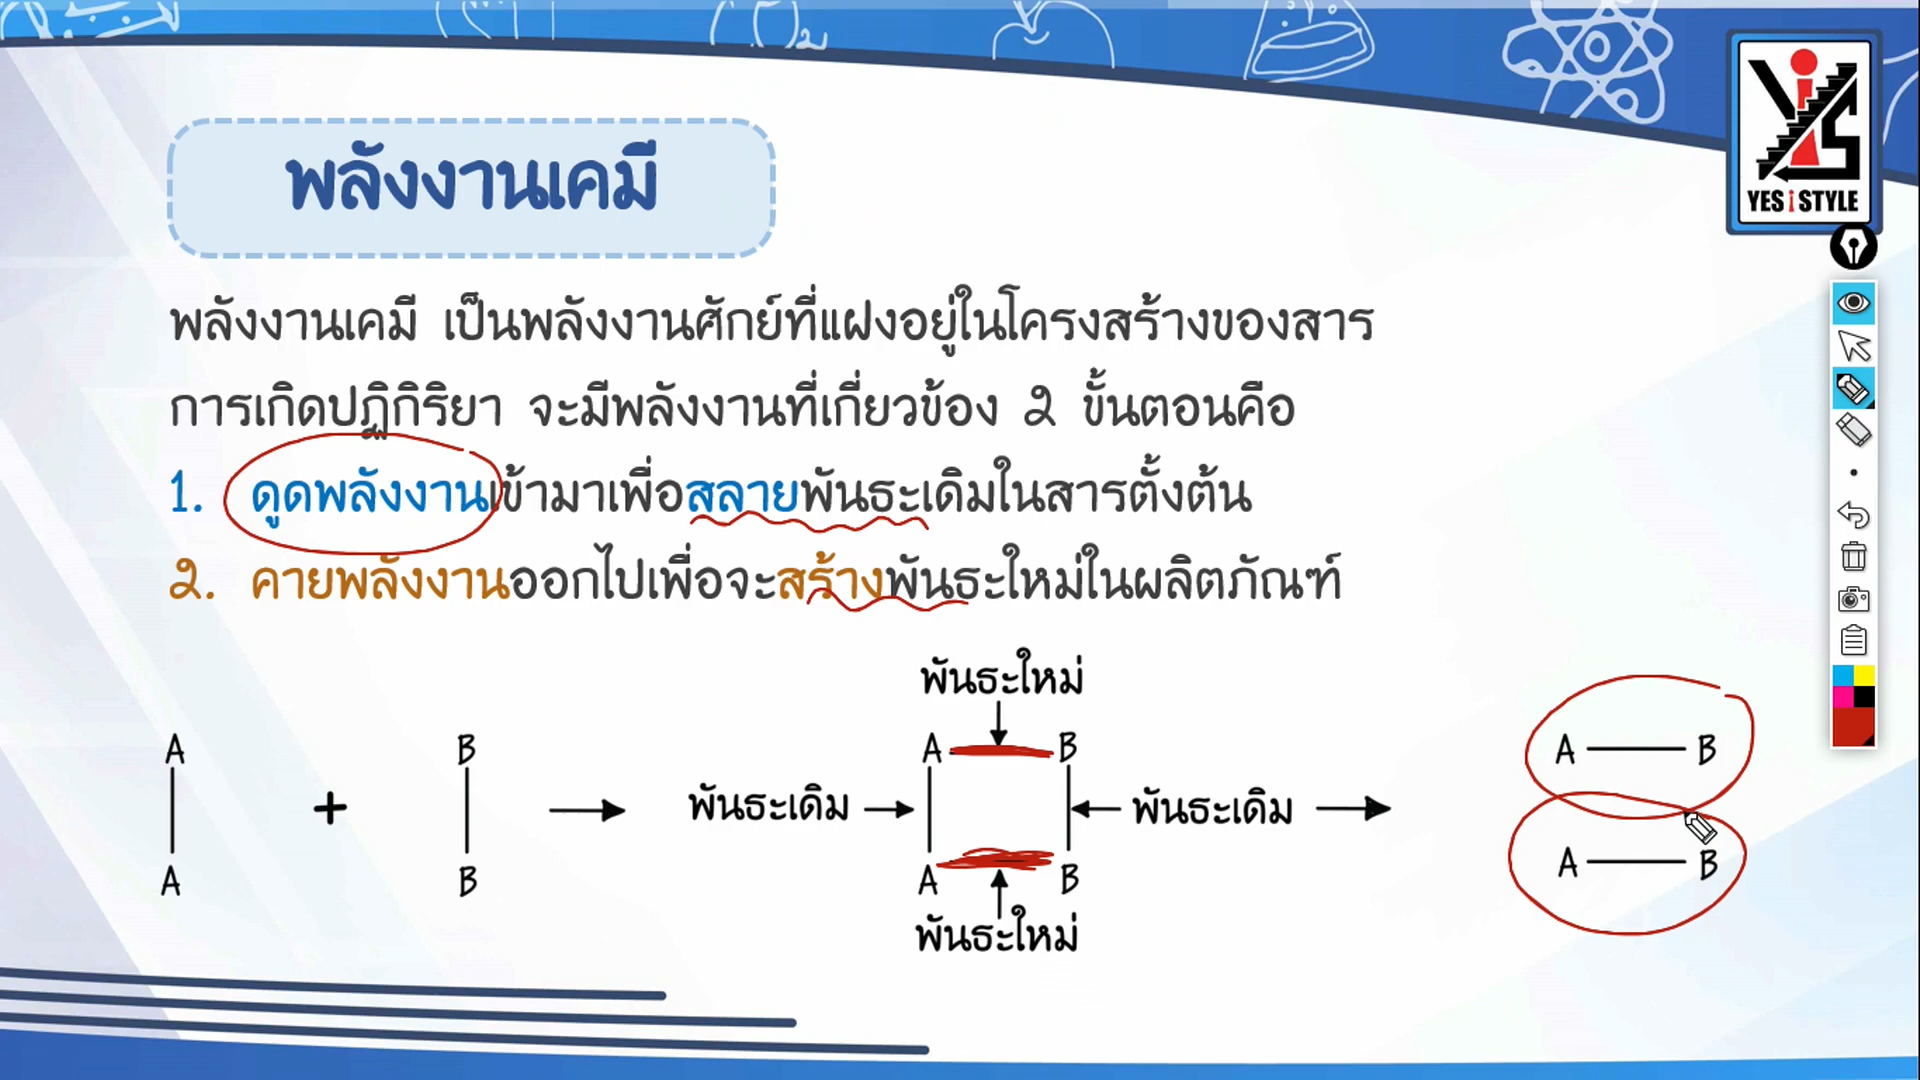 YES i STYLE
พลังงานเคมี
พลังงานเคมี เป็นพลังงานศักย์ที่แฝงอยู่ในโครงสร้างของสาร
การเกิดปฏิกิริยา จะมีพลังงานที่เกี่ยวข้อง 2 ขั้นตอนคือ
1. ดูดพลังงานเข้ามาเพื่อสลายพันธะเดิมในสารตั้งต้น
2. คายพลังงานออกไปเพื่อจะสร้างพันธะใหม่ในผลิตภัณฑ์
พันธะใหม่
A B A B A B
+ พันธะเดิม พันธะเดิม
A B A B A B
พันธะใหม่